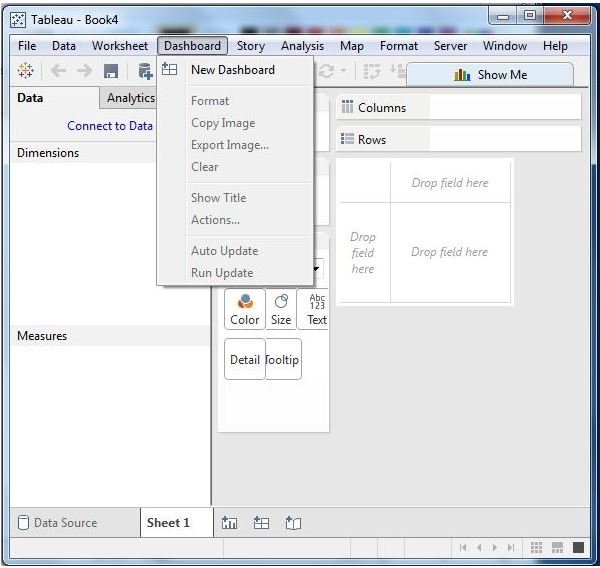 Tableau - Book4
File Data Worksheet Dashboard Story Analysis Map Format Server Window Help
New Dashboard
Format
Copy Image
Export Image...
Clear
Show Title
Actions...
Auto Update
Run Update
Show Me
Data Analytics
Connect to Data
Dimensions
Measures
Columns
Rows
Drop field here
Drop
field
here
Drop field here
Abc
123
Color Size Text
Detail Tooltip
Data Source Sheet 1